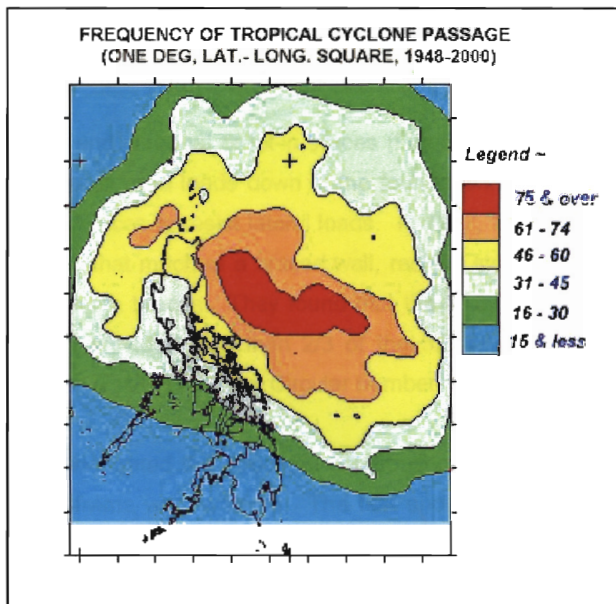 FREQUENCY OF TROPICAL CYCLONE PASSAGE
(ONE DEG, LAT.- LONG. SQUARE, 1948-2000)
Legend ~
75 & over
61 - 74
46 - 60
31 - 45
16 - 30
15 & less